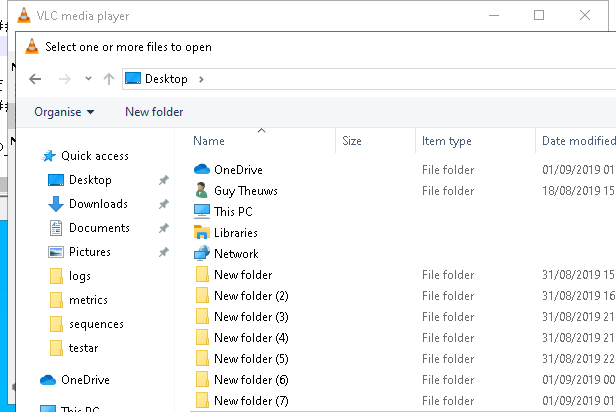 VLC media player
Select one or more files to open
Desktop
Organise New folder
Name Size Item type Date modified
Quick access
Desktop
Downloads
Documents
Pictures
logs
metrics
sequences
testar
OneDrive
This PC
OneDrive File folder 01/09/2019 01
Guy Theuws File folder 18/08/2019 15
This PC
Libraries
Network
New folder File folder 31/08/2019 15
New folder (2) File folder 31/08/2019 16
New folder (3) File folder 31/08/2019 21
New folder (4) File folder 31/08/2019 21
New folder (5) File folder 31/08/2019 22
New folder (6) File folder 01/09/2019 00
New folder (7) File folder 01/09/2019 01